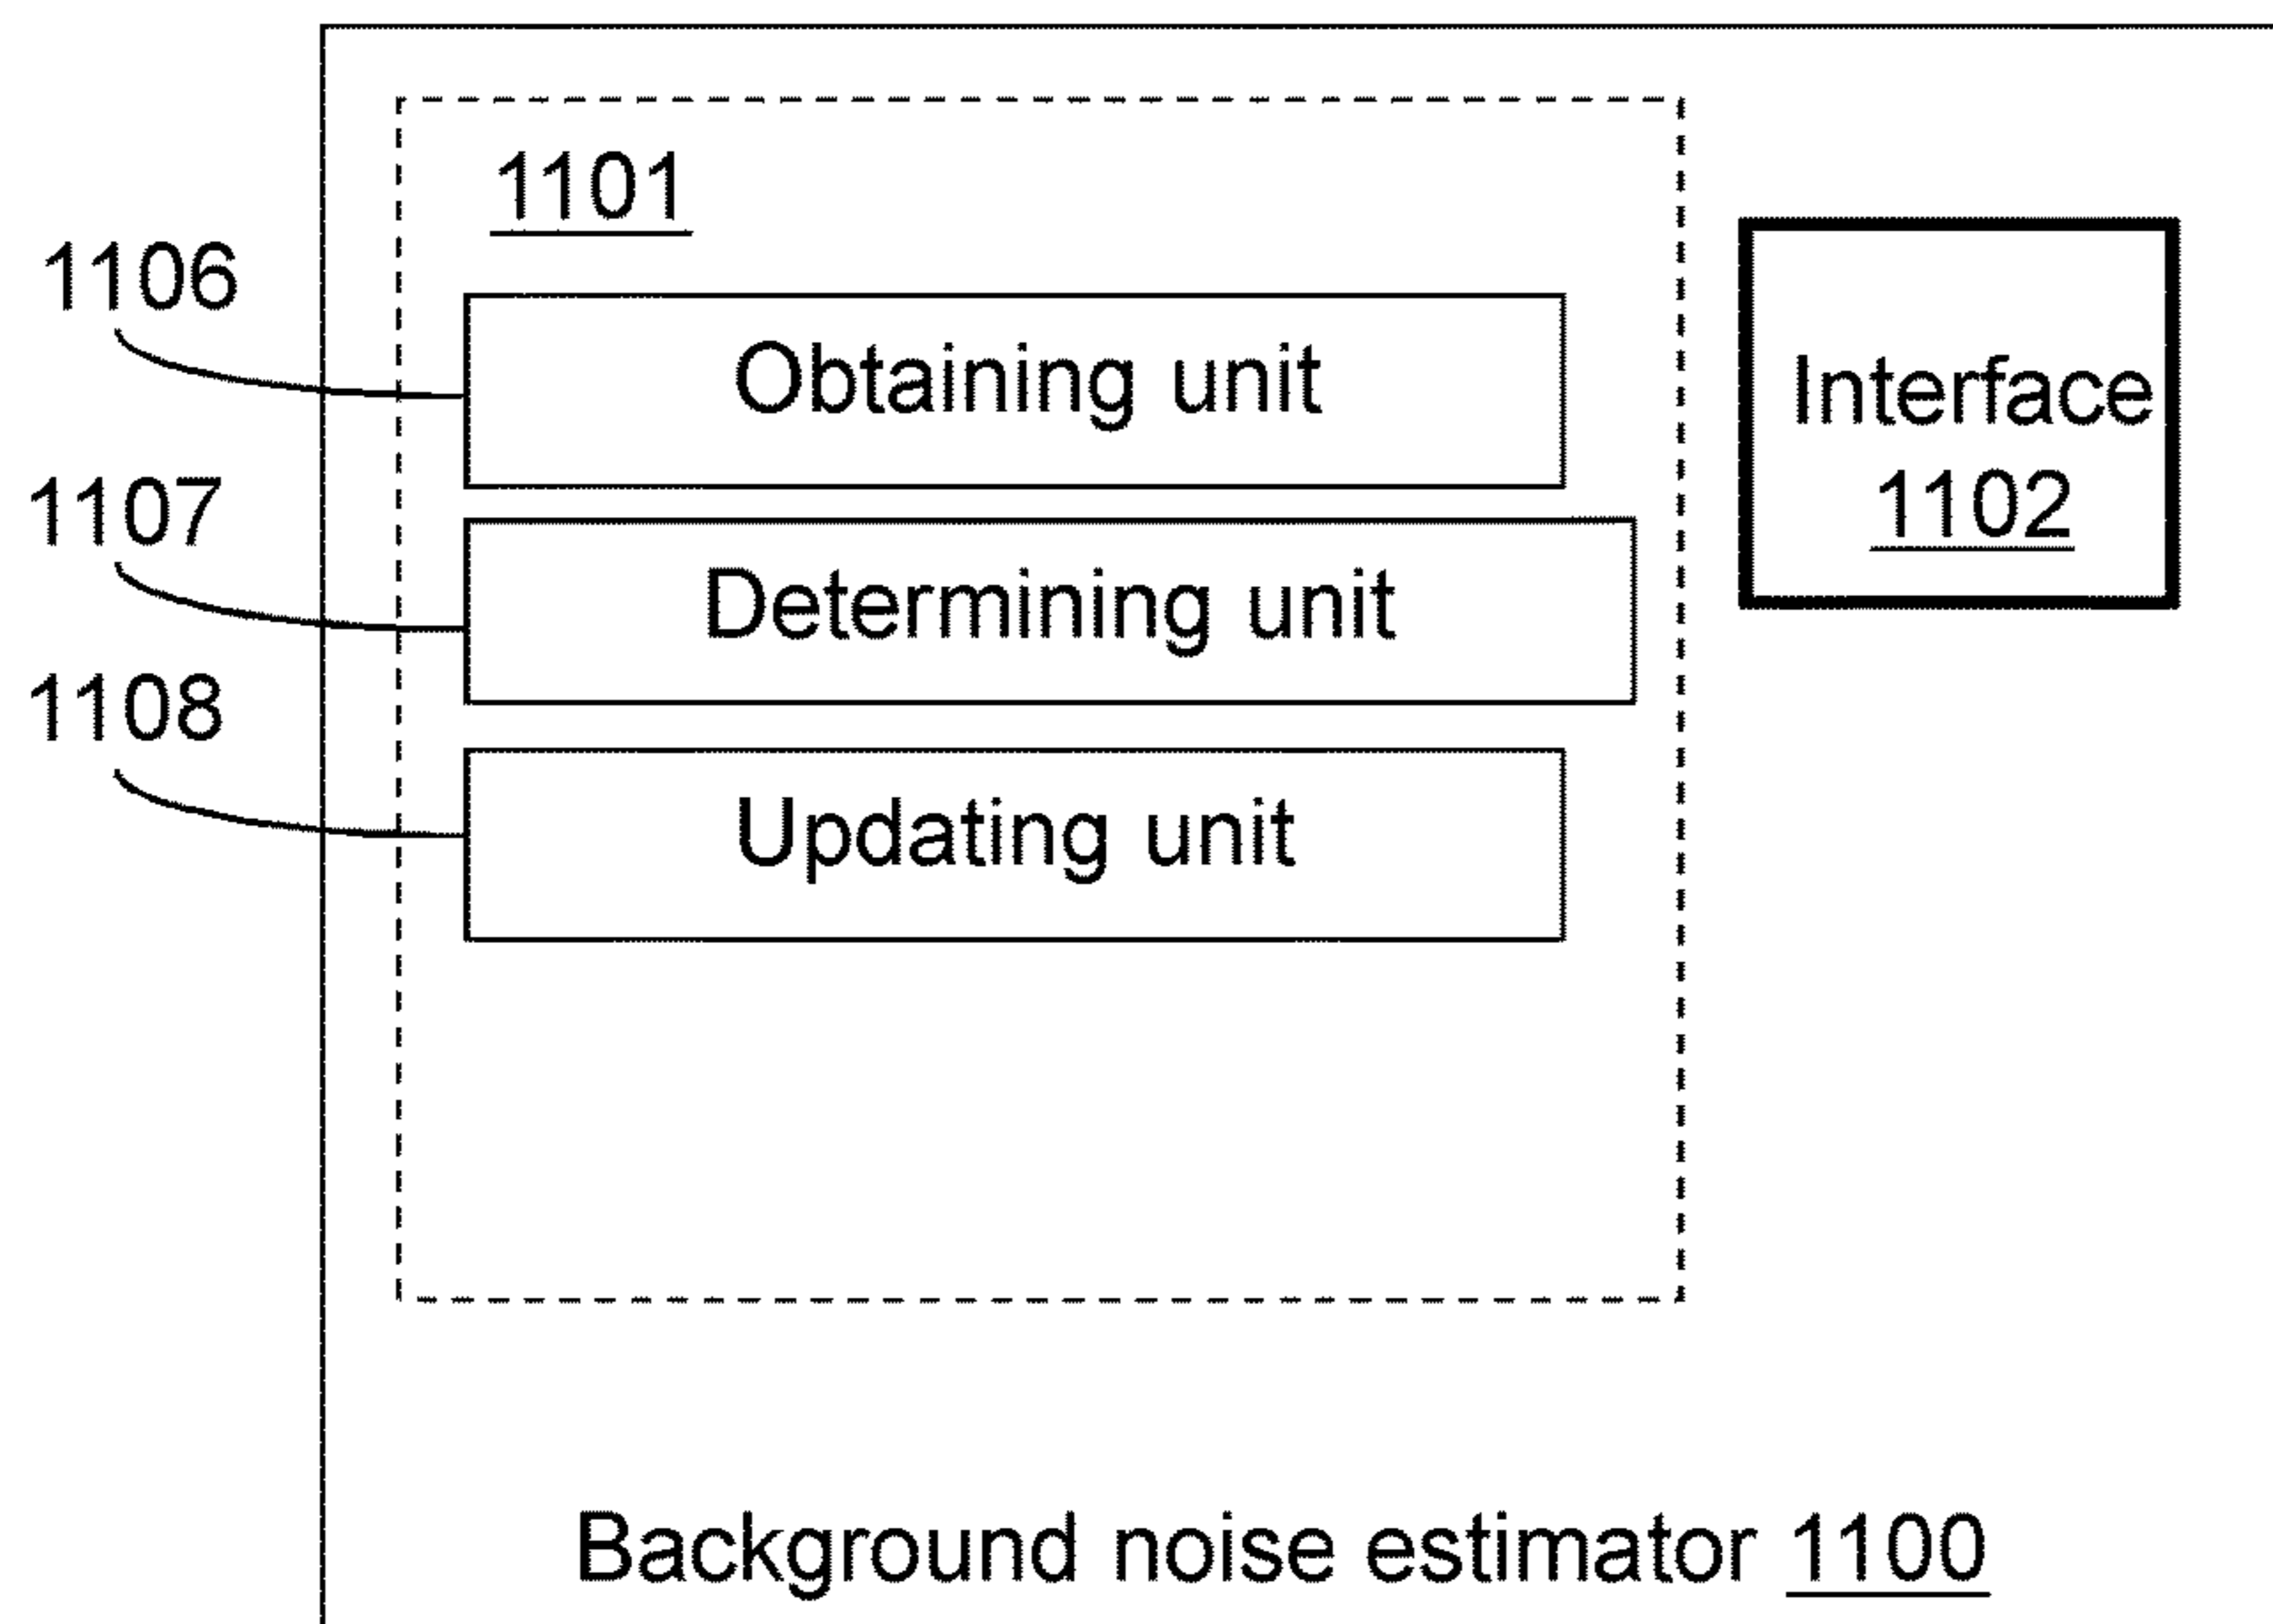 1101
1106
Obtaining unit
Interface
1102
1107
Determining unit
1108
Updating unit
Background noise estimator 1100